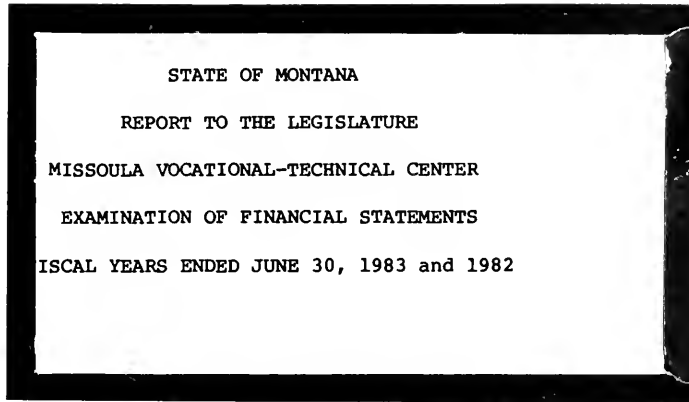 STATE OF MONTANA
REPORT TO THE LEGISLATURE
MISSOULA VOCATIONAL-TECHNICAL CENTER
EXAMINATION OF FINANCIAL STATEMENTS
ISCAL YEARS ENDED JUNE 30, 1983 and 1982